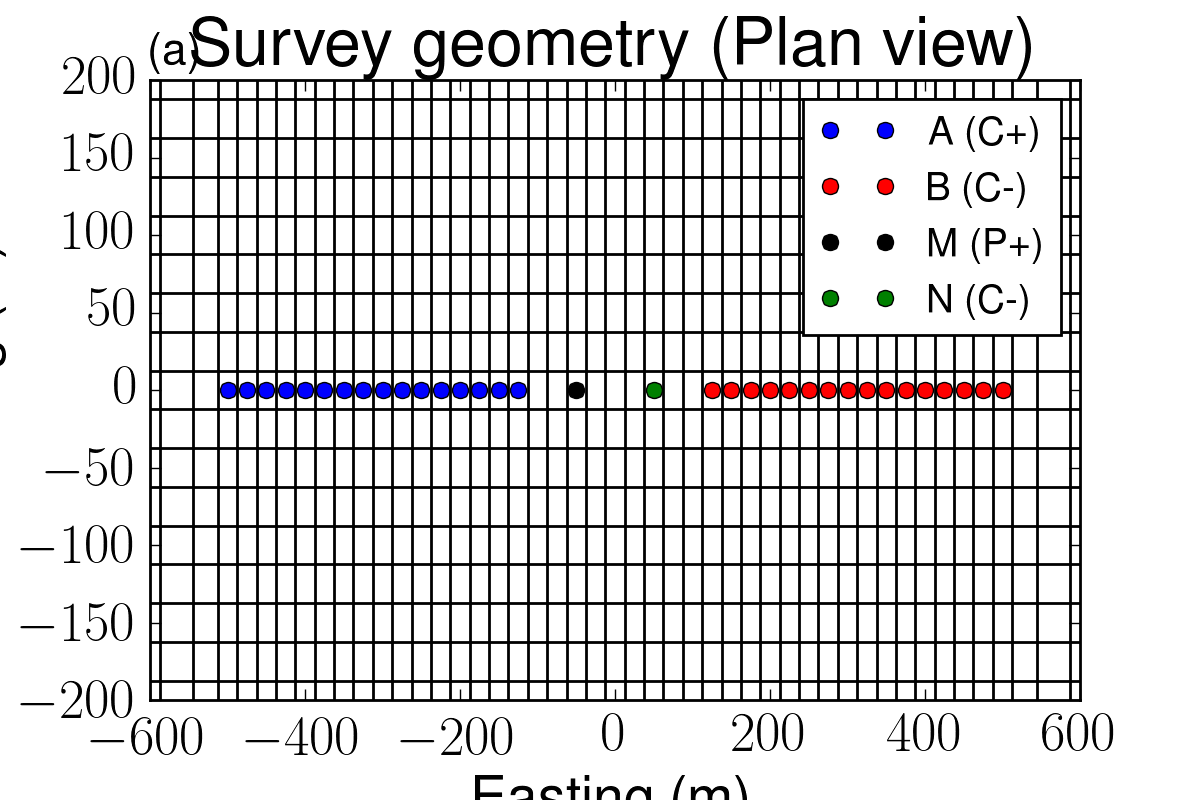 (a)
Survey geometry (Plan view)
200
150
100
50
0
−50
−100
−150
−200
A (C+)
B (C-)
M (P+)
N (C-)
−600 −400 −200 0 200 400 600
Easting (m)